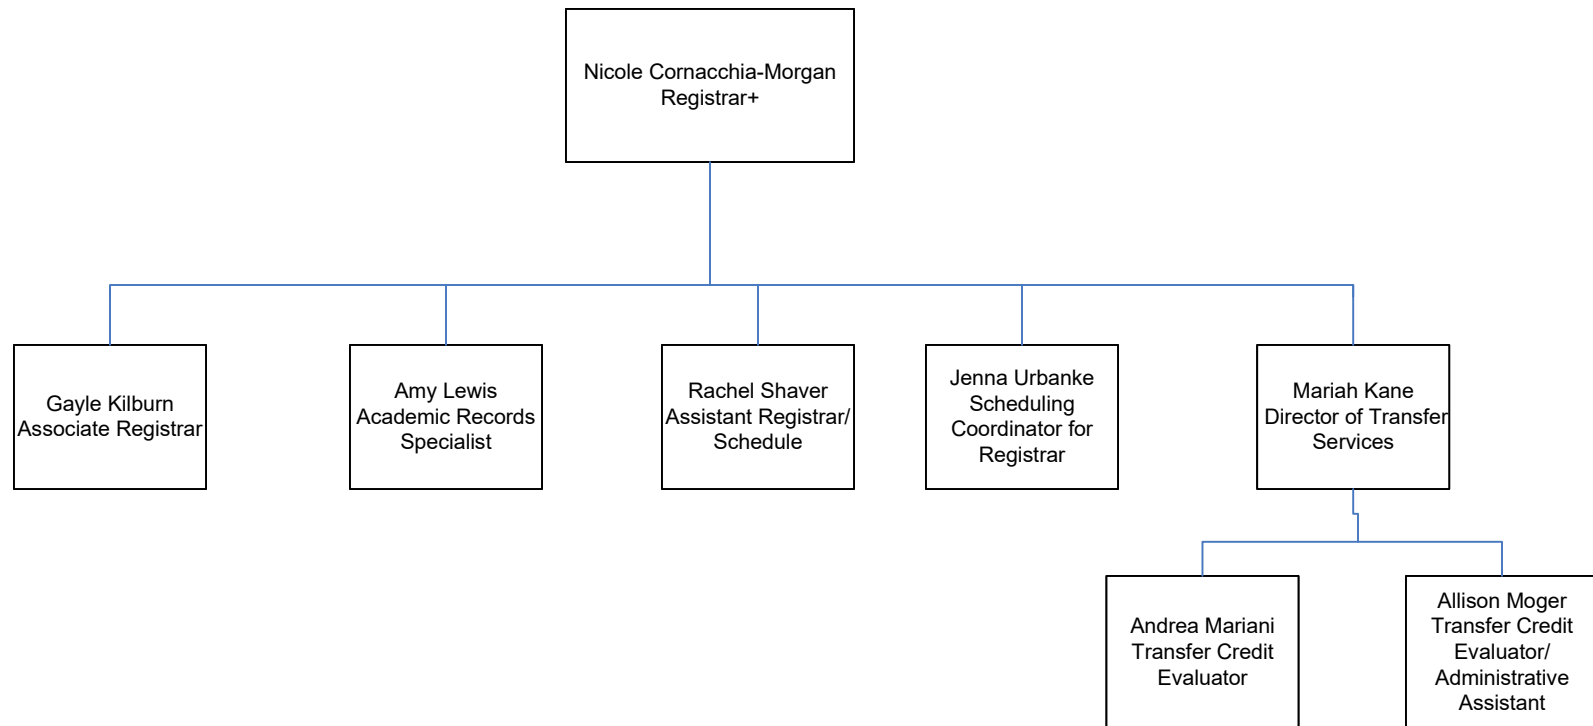 Nicole Cornacchia-Morgan
Registrar+
Gayle Kilburn
Associate Registrar
Amy Lewis
Academic Records
Specialist
Rachel Shaver
Assistant Registrar/
Schedule
Jenna Urbanke
Scheduling
Coordinator for
Registrar
Mariah Kane
Director of Transfer
Services
Andrea Mariani
Transfer Credit
Evaluator
Allison Moger
Transfer Credit
Evaluator/
Administrative
Assistant